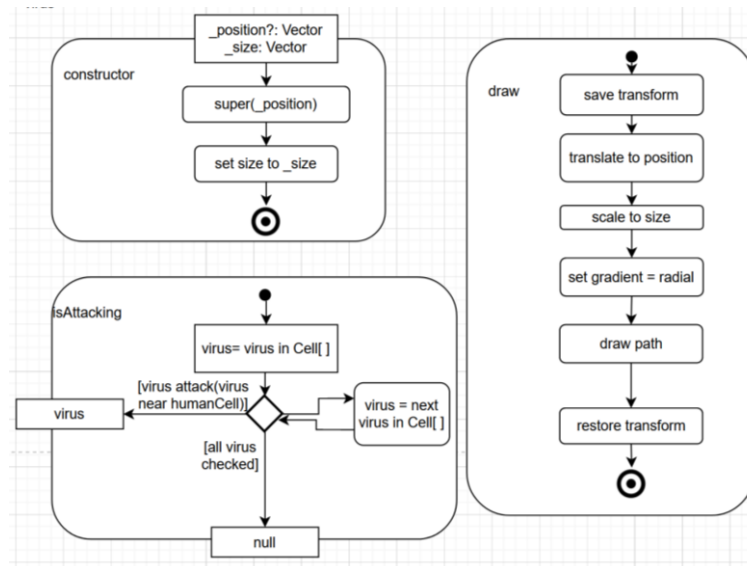 _position?: Vector
_size: Vector
constructor
super(_position)
set size to _size
draw
save transform
translate to position
scale to size
set gradient = radial
draw path
restore transform
isAttacking
virus= virus in Cell[ ]
[virus attack(virus
near humanCell)]
virus
virus = next
virus in Cell[ ]
[all virus
checked]
null